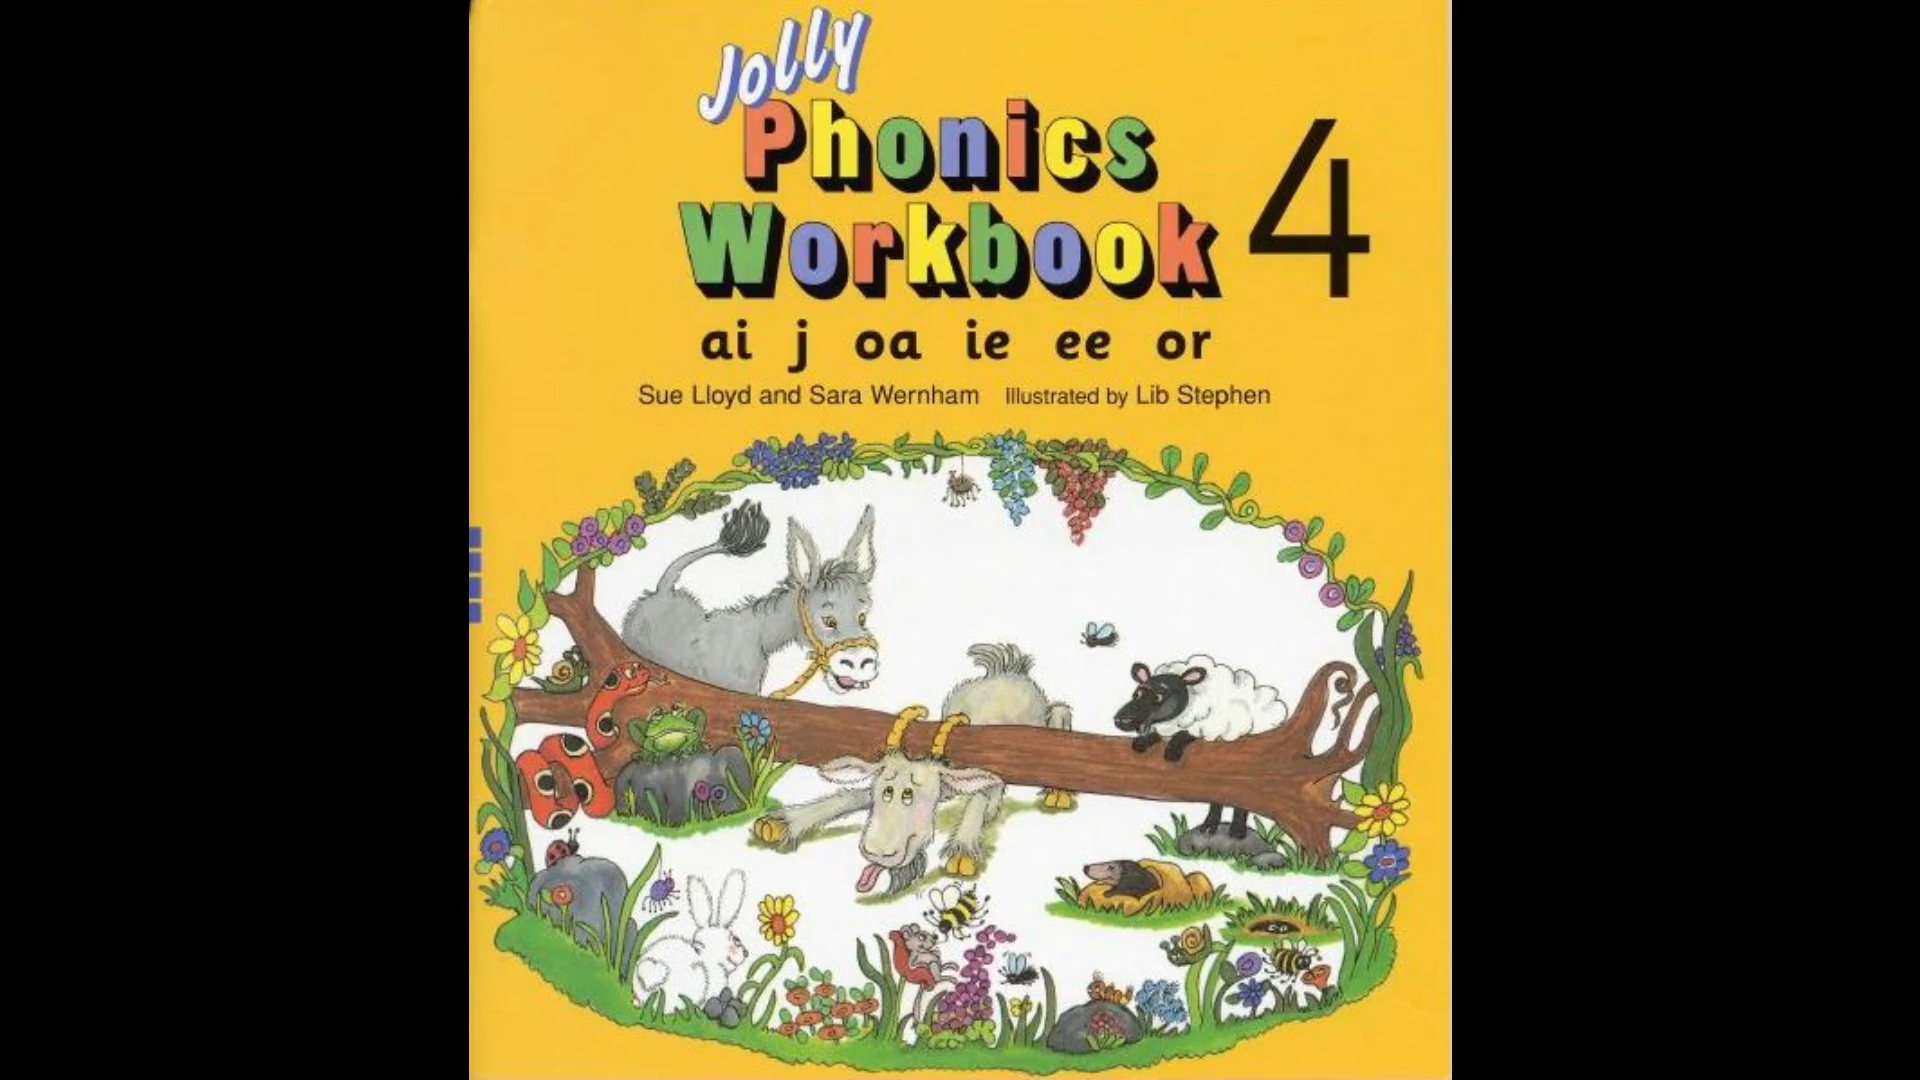 Jolly
Phonics
Workbook 4
ai j oa ie ee or
Sue Lloyd and Sara Wernham Illustrated by Lib Stephen